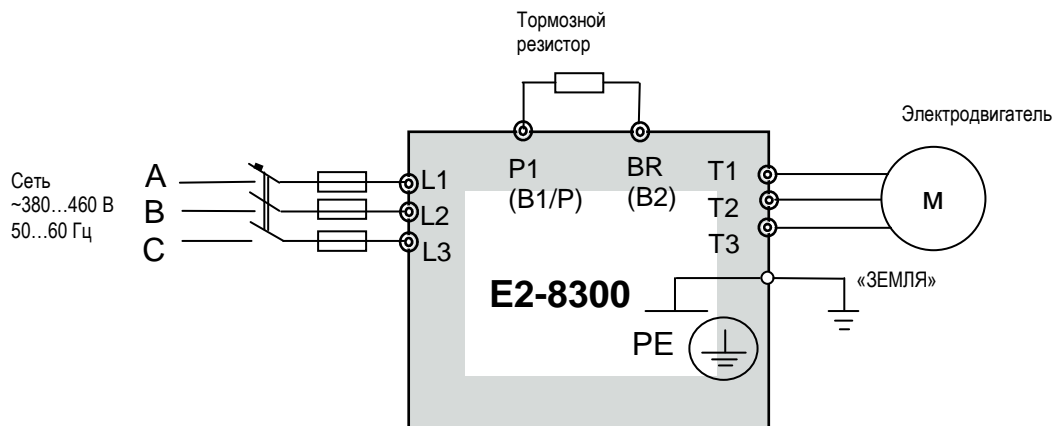 Тормозной
резистор
Электродвигатель
Сеть
~380...460 В
50...60 Гц
A
B
C
L1
L2
L3
P1
(B1/P)
BR
(B2)
T1
T2
T3
М
E2-8300
«ЗЕМЛЯ»
PE